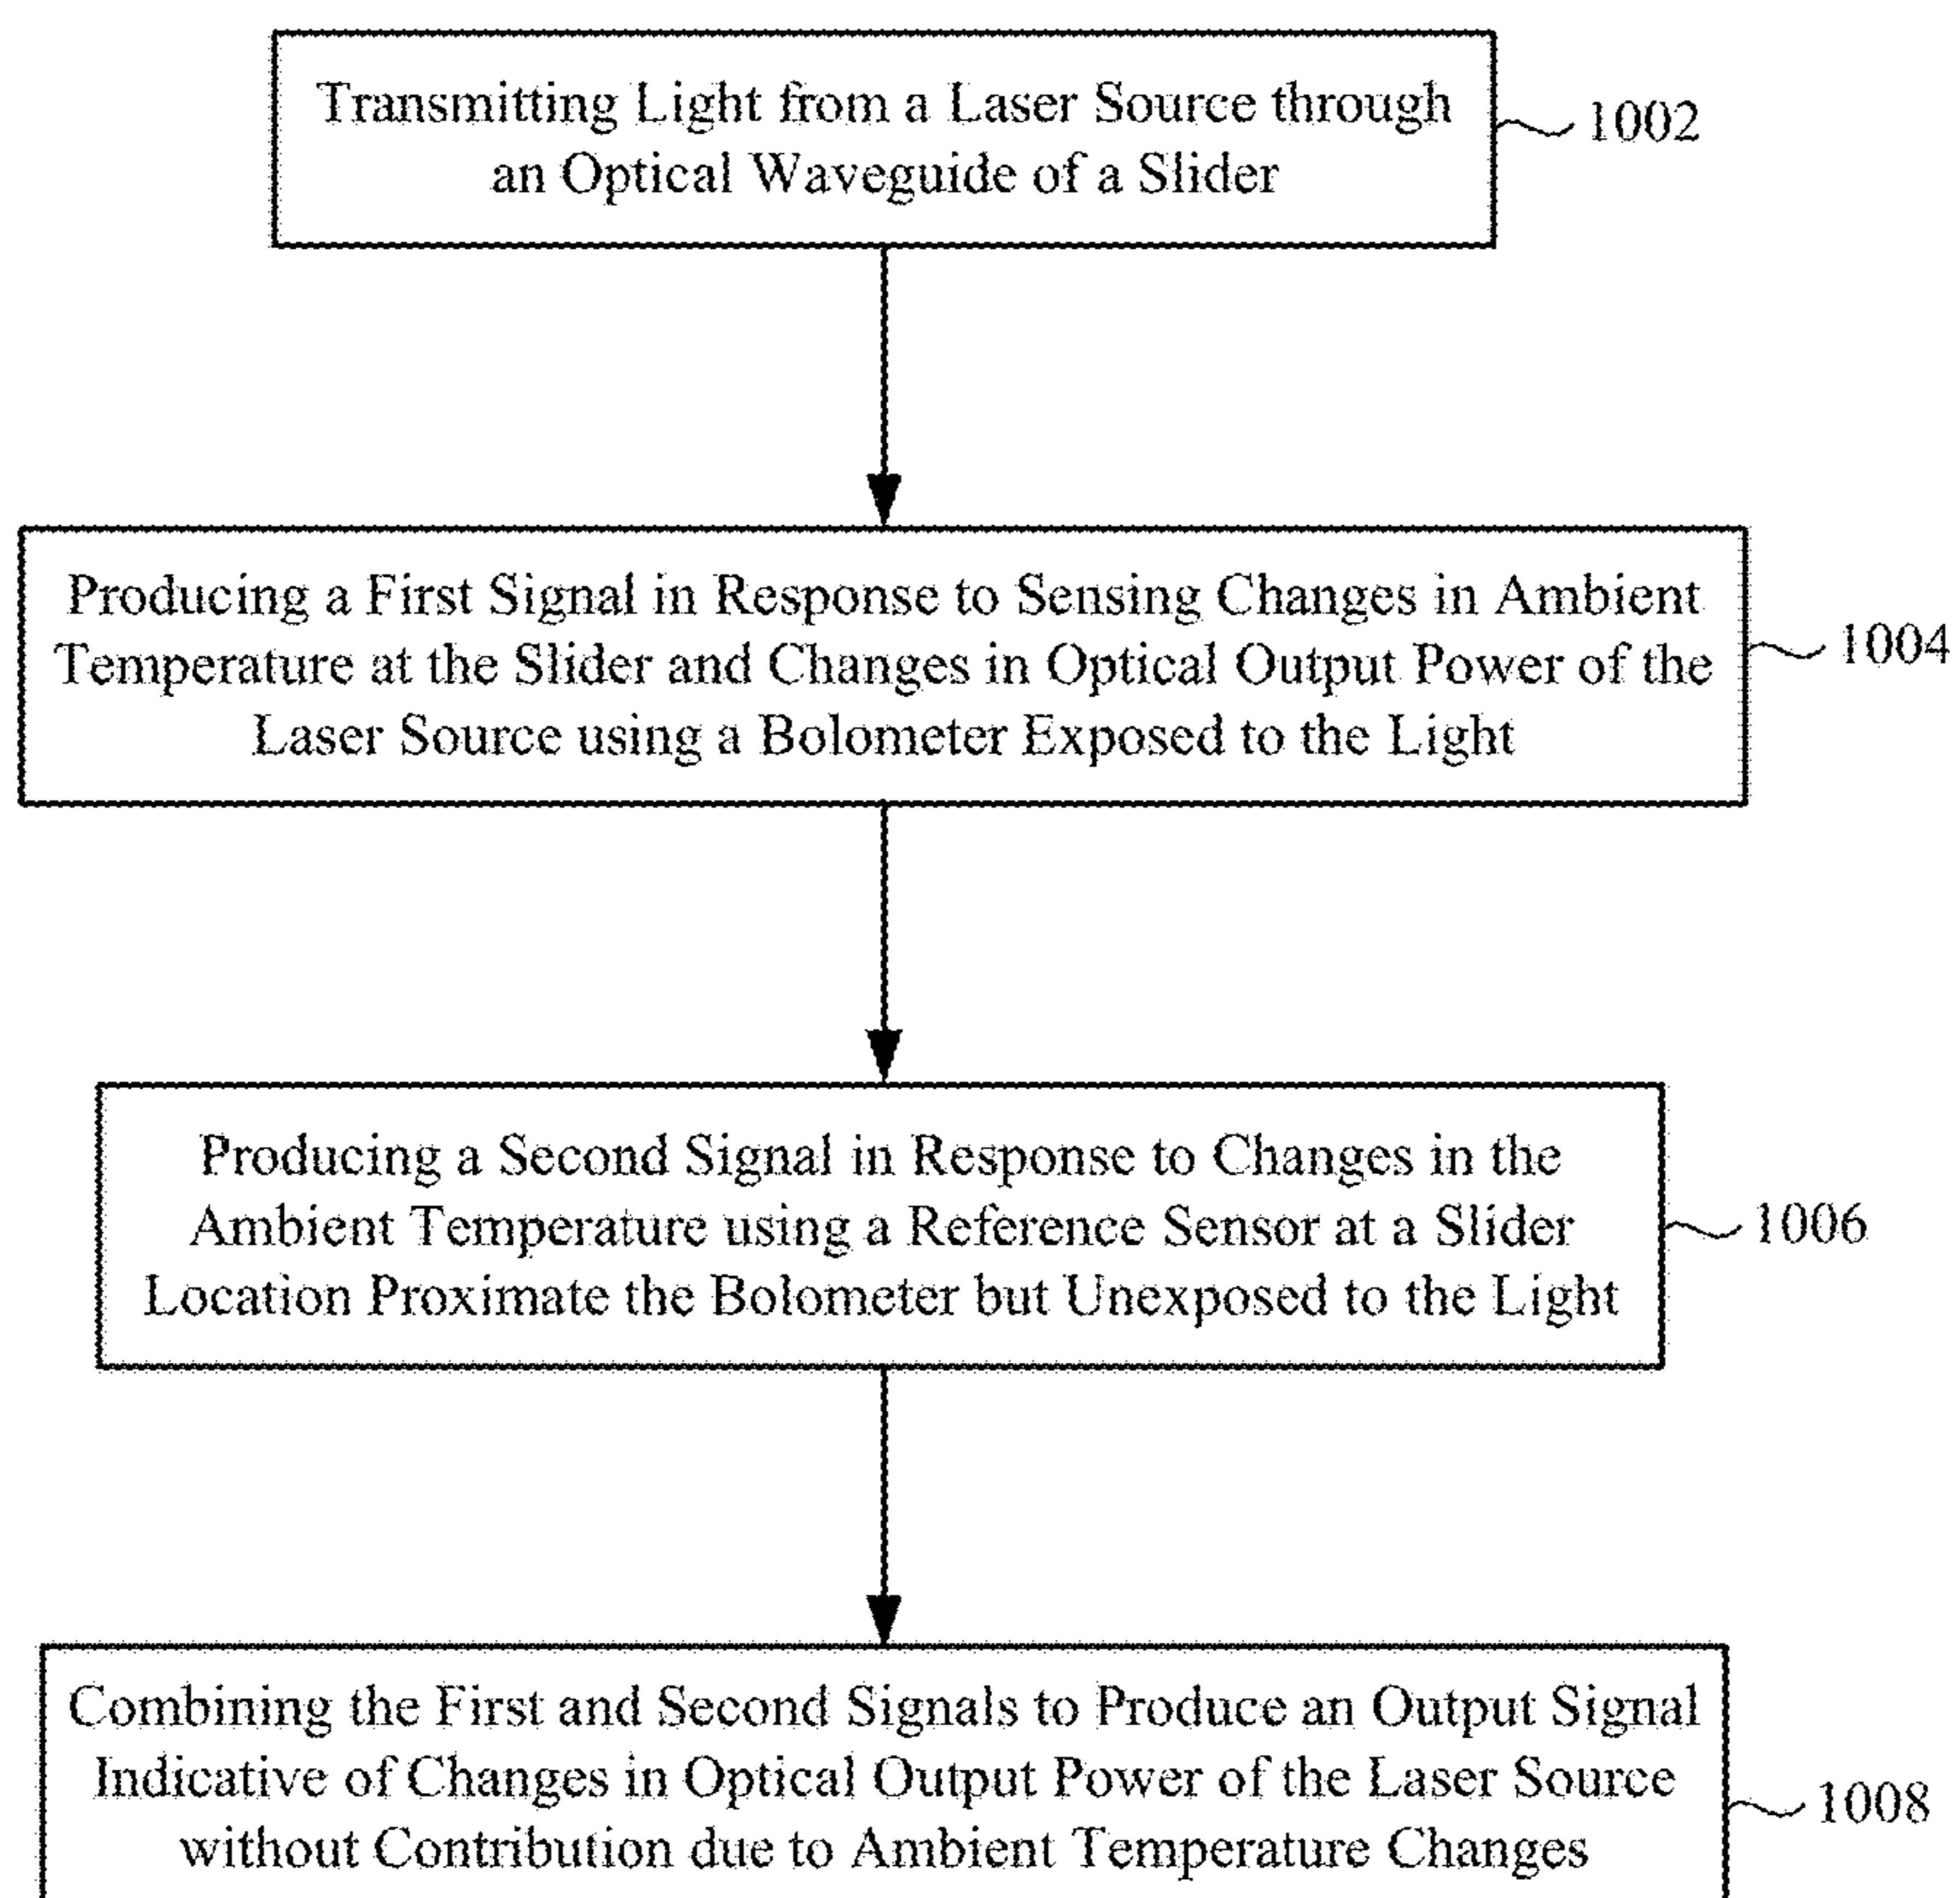 Transmitting Light from a Laser Source through
an Optical Waveguide of a Slider
1002
Producing a First Signal in Response to Sensing Changes in Ambient
Temperature at the Slider and Changes in Optical Output Power of the
Laser Source using a Bolometer Exposed to the Light
1004
Producing a Second Signal in Response to Changes in the
Ambient Temperature using a Reference Sensor at a Slider
Location Proximate the Bolometer but Unexposed to the Light
1006
Combining the First and Second Signals to Produce an Output Signal
Indicative of Changes in Optical Output Power of the Laser Source
without Contribution due to Ambient Temperature Changes
1008